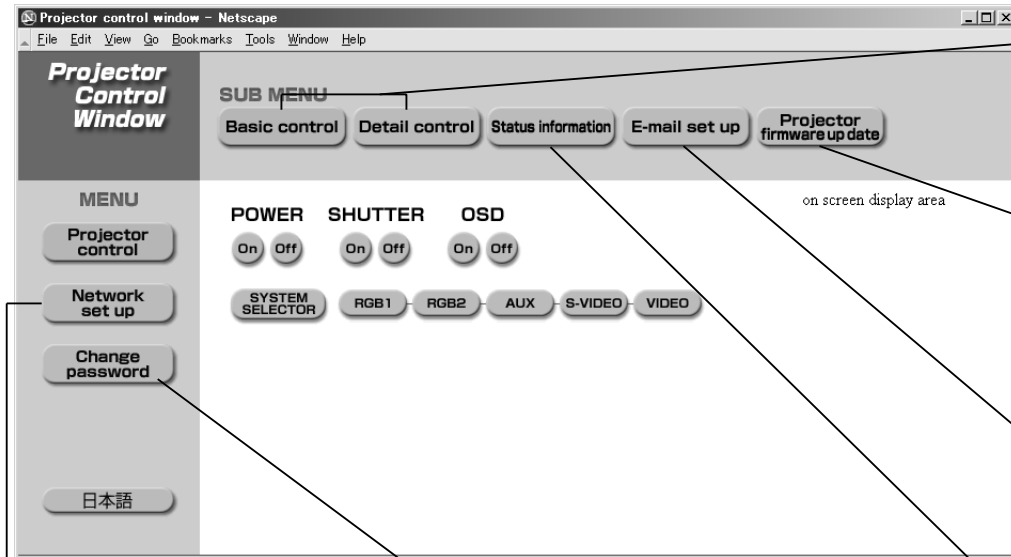 Projector control window - Netscape
File Edit View Go Bookmarks Tools Window Help
Projector
Control
Window
SUB MENU
Basic control Detail control Status information E-mail set up Projector
firmware up date
MENU
on screen display area
POWER SHUTTER OSD
Projector
control
On Off On Off On Off
Network
set up
SYSTEM
SELECTOR
RGB1 RGB2 AUX S-VIDEO VIDEO
Change
password
日本語